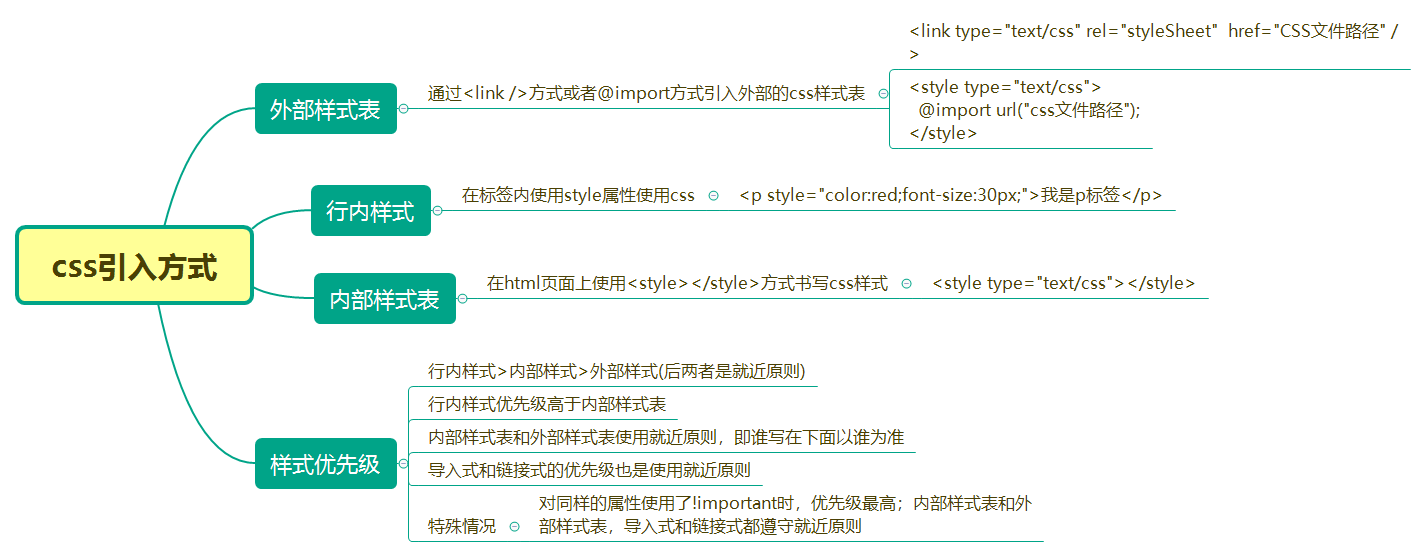 css引入方式
外部样式表
通过<link />方式或者@import方式引入外部的css样式表
<link type="text/css" rel="styleSheet"  href="CSS文件路径" /
>
<style type="text/css">
  @import url("css文件路径");
</style>
行内样式
在标签内使用style属性使用css
<p style="color:red;font-size:30px;">我是p标签</p>
内部样式表
在html页面上使用<style></style>方式书写css样式
<style type="text/css"></style>
样式优先级
行内样式>内部样式>外部样式(后两者是就近原则)
行内样式优先级高于内部样式表
内部样式表和外部样式表使用就近原则，即谁写在下面以谁为准
导入式和链接式的优先级也是使用就近原则
特殊情况
对同样的属性使用了!important时，优先级最高；内部样式表和外
部样式表，导入式和链接式都遵守就近原则